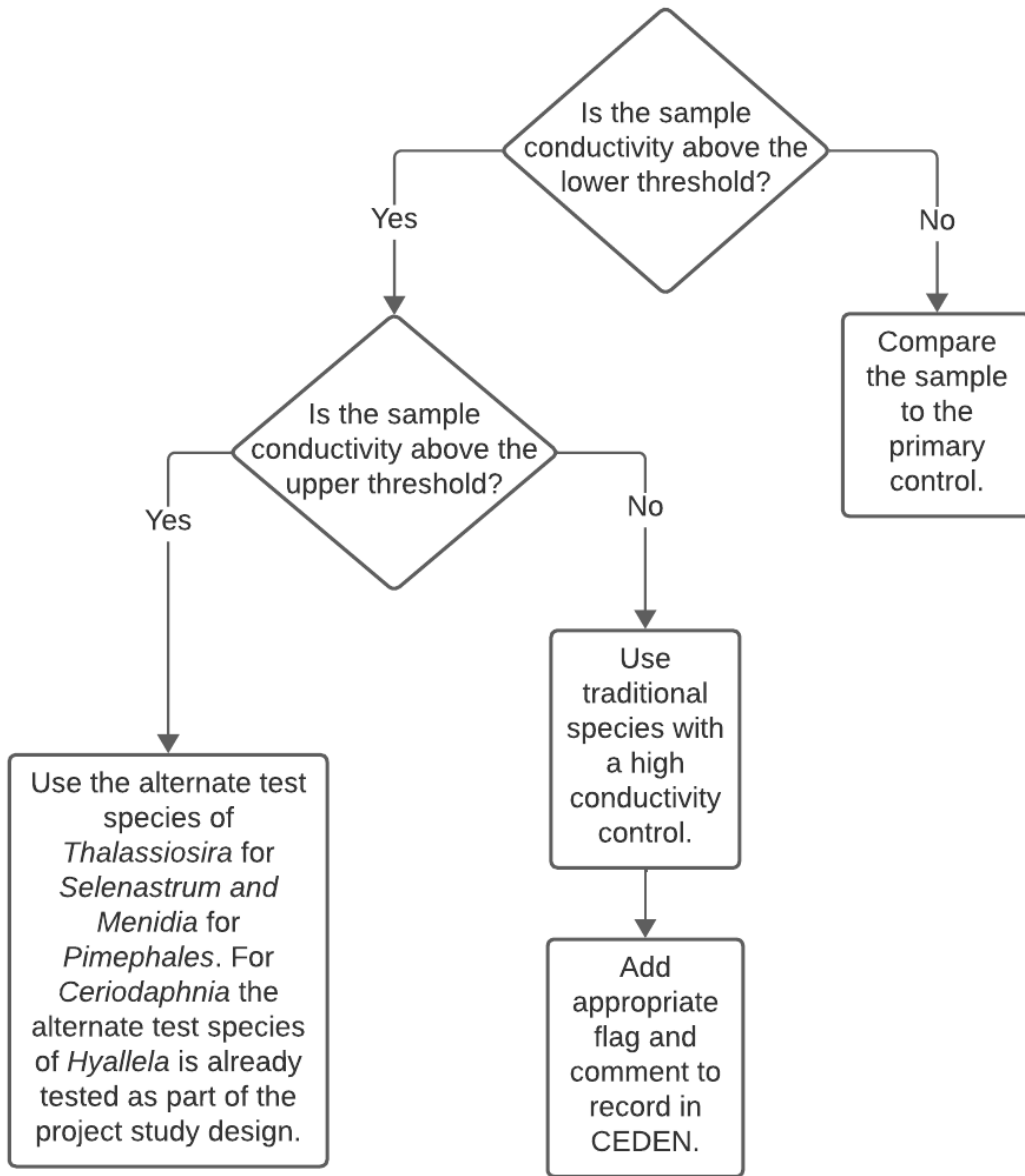 Is the sample
conductivity above the
lower threshold?
Yes
No
Compare
the sample
to the
primary
control.
Is the sample
conductivity above the
upper threshold?
Yes
No
Use
traditional
species with
a high
conductivity
control.
Use the alternate test
species of
Thalassiosira for
Selenastrum and
Menidia for
Pimephales. For
Ceriodaphnia the
alternate test species
of Hyallela is already
tested as part of the
project study design.
Add
appropriate
flag and
comment to
record in
CEDEN.